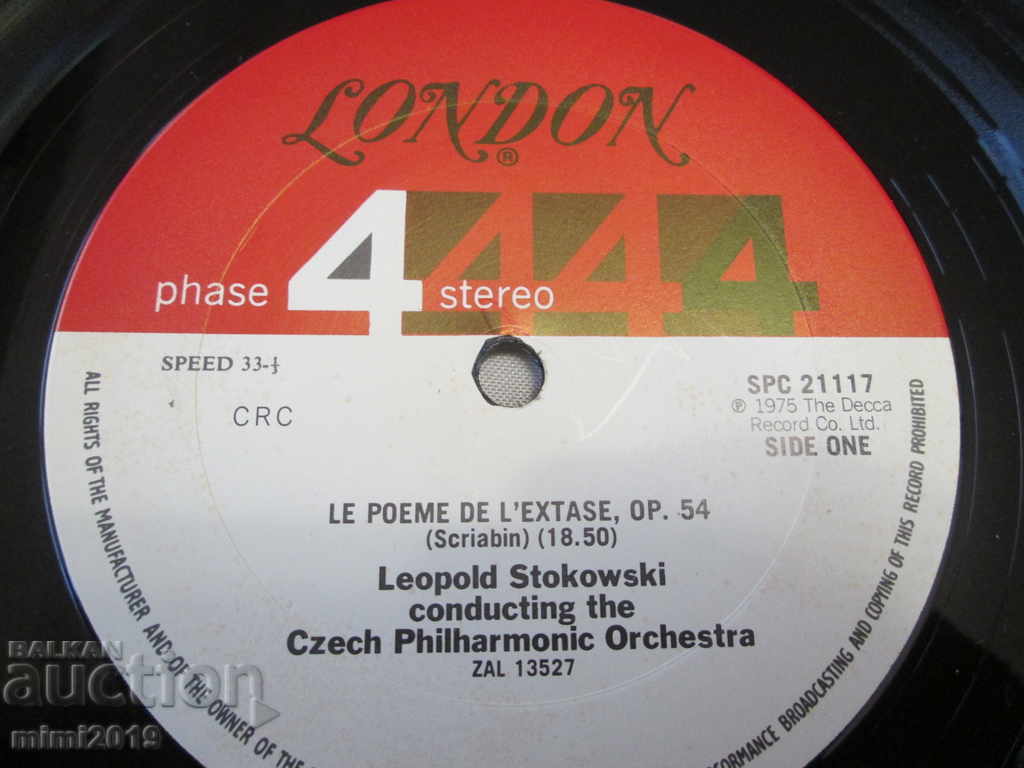 LONDON
®
phase 4 stereo 444
SPEED 33-⅓
CRC
SPC 21117
℗ 1975 The Decca
Record Co. Ltd.
SIDE ONE
LE POEME DE L'EXTASE, OP. 54
(Scriabin) (18.50)
Leopold Stokowski
conducting the
Czech Philharmonic Orchestra
ZAL 13527
ALL RIGHTS OF THE MANUFACTURER AND OF THE OWNER OF THE
PERFORMANCE BROADCASTING AND COPYING OF THIS RECORD PROHIBITED
BALKAN
auction
mimi2019